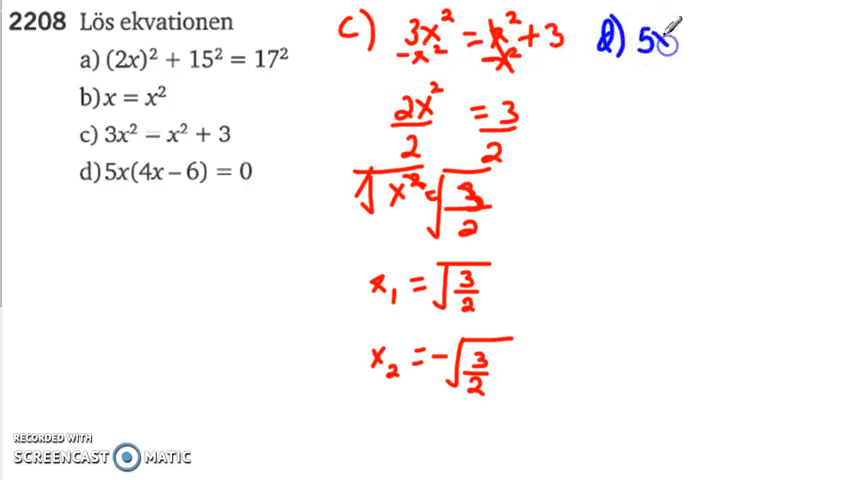 2208 Lös ekvationen
a) (2x)² + 15² = 17²
b) x = x²
c) 3x² – x² + 3
d) 5x(4x – 6) = 0
C) 3x² = x² + 3
-x² -x²
2x² = 3
2 2
√x² = √3/2
x₁ = √3/2
x₂ = -√3/2
d) 5x
RECORDED WITH
SCREENCAST MATIC